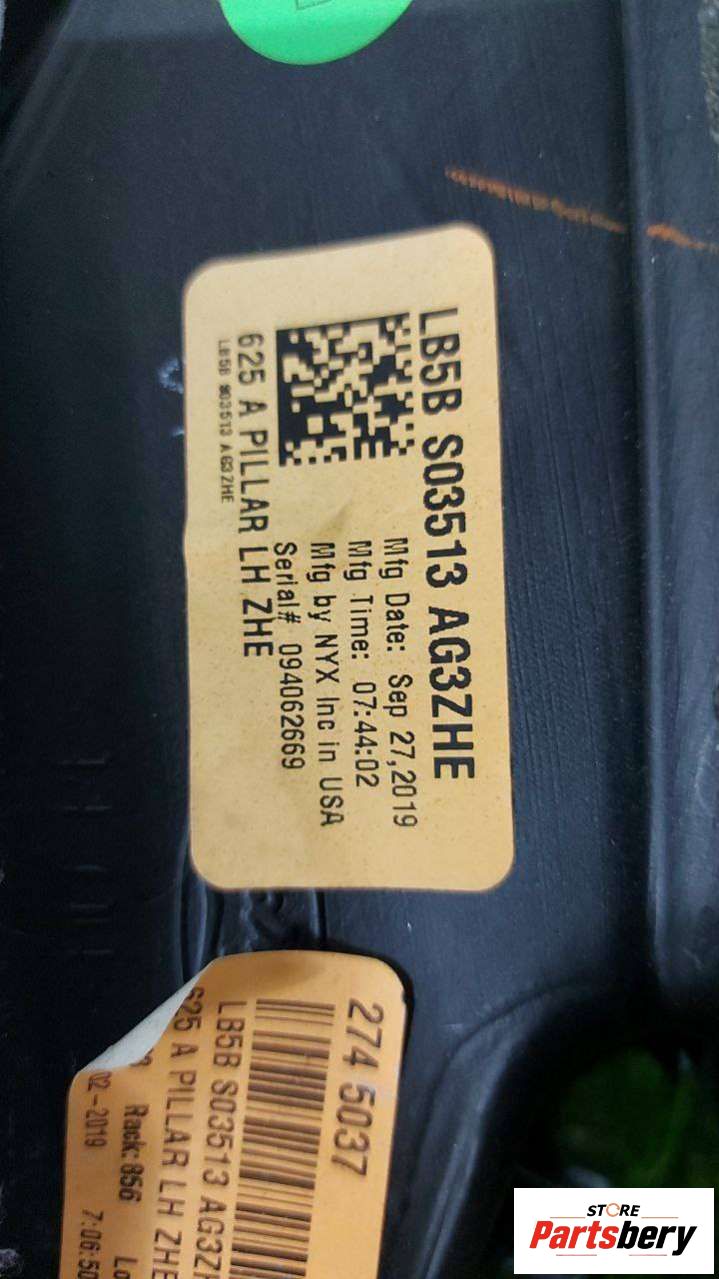 LB5B S03513 AG3ZHE
Mfg Date: Sep 27,2019
Mfg Time: 07:44:02
Mfg by NYX Inc in USA
Serial# 094062669
625 A PILLAR LH ZHE
LB5B S03513 AG3ZHE
274 5037
LB5B S03513 AG3ZH
625 A PILLAR LH ZHE
Rack: 856 Lo
02-2019 7:06:50
STORE
Partsbery